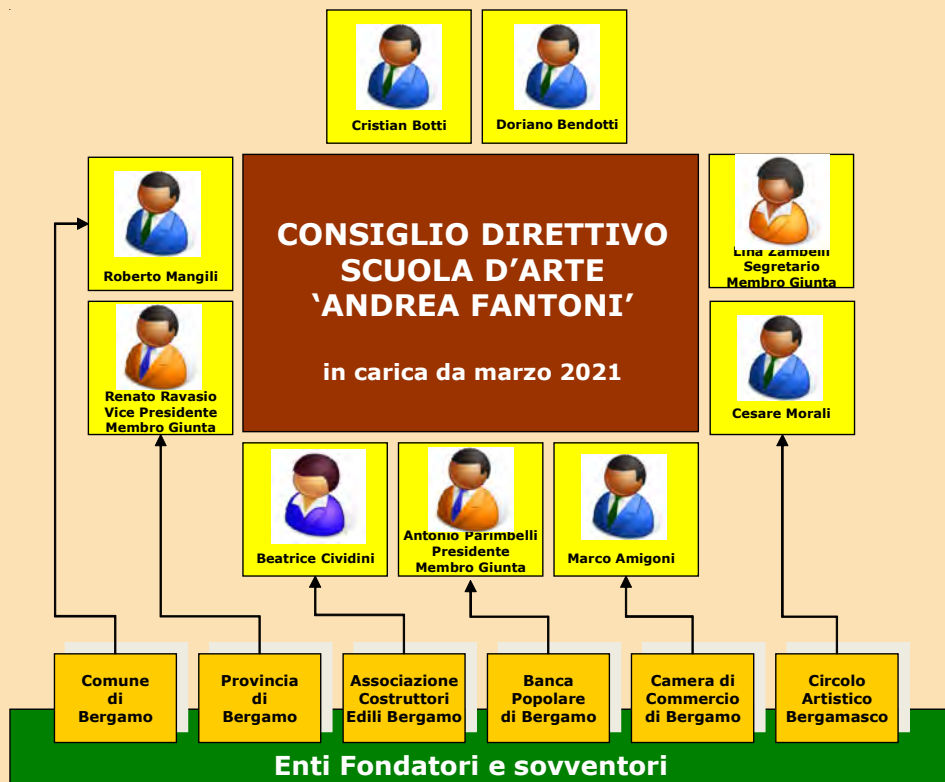 Cristian Botti
Doriano Bendotti
Roberto Mangili
CONSIGLIO DIRETTIVO
SCUOLA D'ARTE
‘ANDREA FANTONI’
in carica da marzo 2021
Lina Zambelli
Segretario
Membro Giunta
Renato Ravasio
Vice Presidente
Membro Giunta
Cesare Morali
Beatrice Cividini
Antonio Parimbelli
Presidente
Membro Giunta
Marco Amigoni
Comune
di
Bergamo
Provincia
di
Bergamo
Associazione
Costruttori
Edili Bergamo
Banca
Popolare
di Bergamo
Camera di
Commercio
di Bergamo
Circolo
Artistico
Bergamasco
Enti Fondatori e sovventori